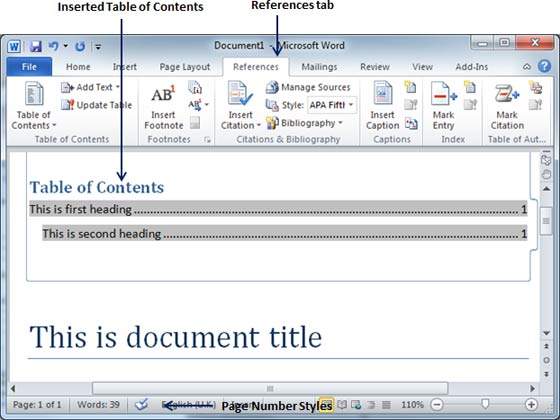 Inserted Table of Contents
References tab
Document1 - Microsoft Word
File Home Insert Page Layout References Mailings Review View Add-Ins
Table of Contents
Add Text
Update Table
Table of Contents
AB1
Insert Footnote
AB
Footnotes
Insert Citation
Manage Sources
Style: APA Fift
Bibliography
Citations & Bibliography
Insert Caption
Captions
Mark Entry
Index
Mark Citation
Table of Aut...
Table of Contents
This is first heading 1
This is second heading 1
This is document title
Page: 1 of 1 Words: 39 English (U.K.) Page Number Styles 110%